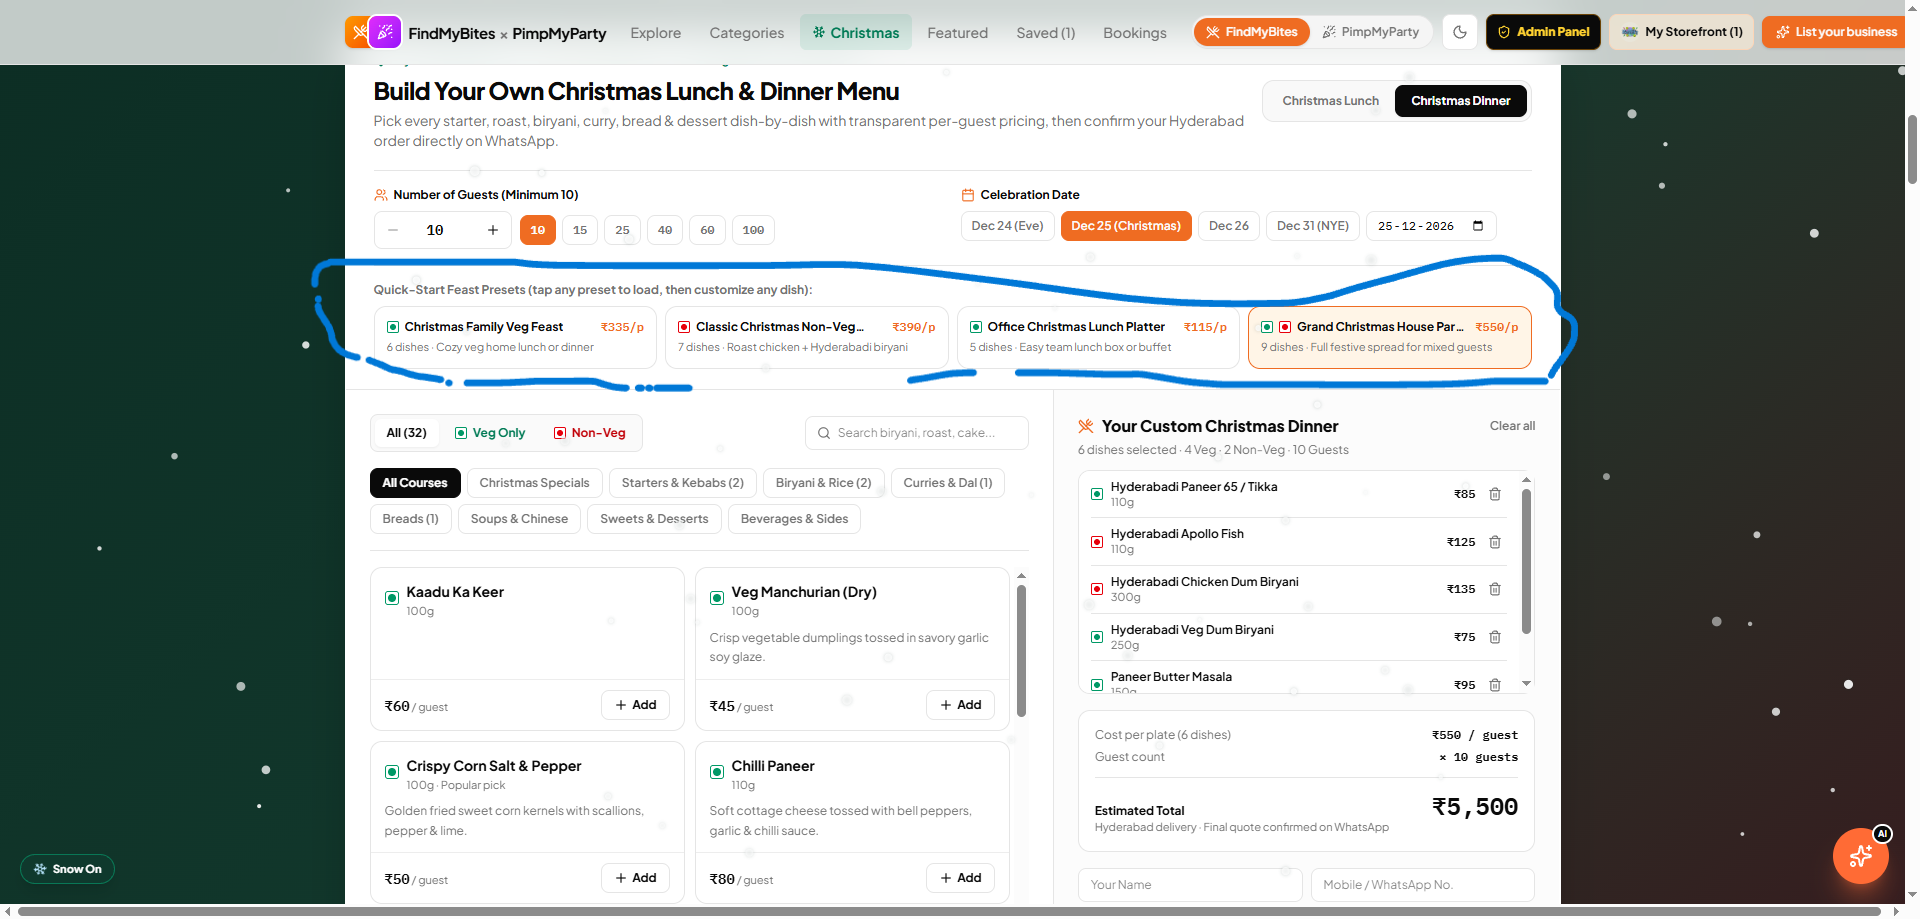 FindMyBites × PimpMyParty
Explore
Categories
Christmas
Featured
Saved (1)
Bookings
FindMyBites
PimpMyParty
Admin Panel
My Storefront (1)
List your business
Build Your Own Christmas Lunch & Dinner Menu
Pick every starter, roast, biryani, curry, bread & dessert dish-by-dish with transparent per-guest pricing, then confirm your Hyderabad
order directly on WhatsApp.
Christmas Lunch
Christmas Dinner
Number of Guests (Minimum 10)
10
10
15
25
40
60
100
Celebration Date
Dec 24 (Eve)
Dec 25 (Christmas)
Dec 26
Dec 31 (NYE)
25-12-2026
Quick-Start Feast Presets (tap any preset to load, then customize any dish):
Christmas Family Veg Feast ₹335/p
6 dishes · Cozy veg home lunch or dinner
Classic Christmas Non-Veg... ₹390/p
7 dishes · Roast chicken + Hyderabadi biryani
Office Christmas Lunch Platter ₹115/p
5 dishes · Easy team lunch box or buffet
Grand Christmas House Par... ₹550/p
9 dishes · Full festive spread for mixed guests
All (32)
Veg Only
Non-Veg
Search biryani, roast, cake...
All Courses
Christmas Specials
Starters & Kebabs (2)
Biryani & Rice (2)
Curries & Dal (1)
Breads (1)
Soups & Chinese
Sweets & Desserts
Beverages & Sides
Kaadu Ka Keer
100g
₹60 / guest
+ Add
Veg Manchurian (Dry)
100g
Crisp vegetable dumplings tossed in savory garlic
soy glaze.
₹45 / guest
+ Add
Crispy Corn Salt & Pepper
100g · Popular pick
Golden fried sweet corn kernels with scallions,
pepper & lime.
₹50 / guest
+ Add
Chilli Paneer
110g
Soft cottage cheese tossed with bell peppers,
garlic & chilli sauce.
₹80 / guest
+ Add
Your Custom Christmas Dinner
Clear all
6 dishes selected · 4 Veg · 2 Non-Veg · 10 Guests
Hyderabadi Paneer 65 / Tikka
110g
₹85
Hyderabadi Apollo Fish
110g
₹125
Hyderabadi Chicken Dum Biryani
300g
₹135
Hyderabadi Veg Dum Biryani
250g
₹75
Paneer Butter Masala
150g
₹95
Cost per plate (6 dishes) ₹550 / guest
Guest count × 10 guests
Estimated Total ₹5,500
Hyderabad delivery · Final quote confirmed on WhatsApp
Your Name
Mobile / WhatsApp No.
Snow On
AI